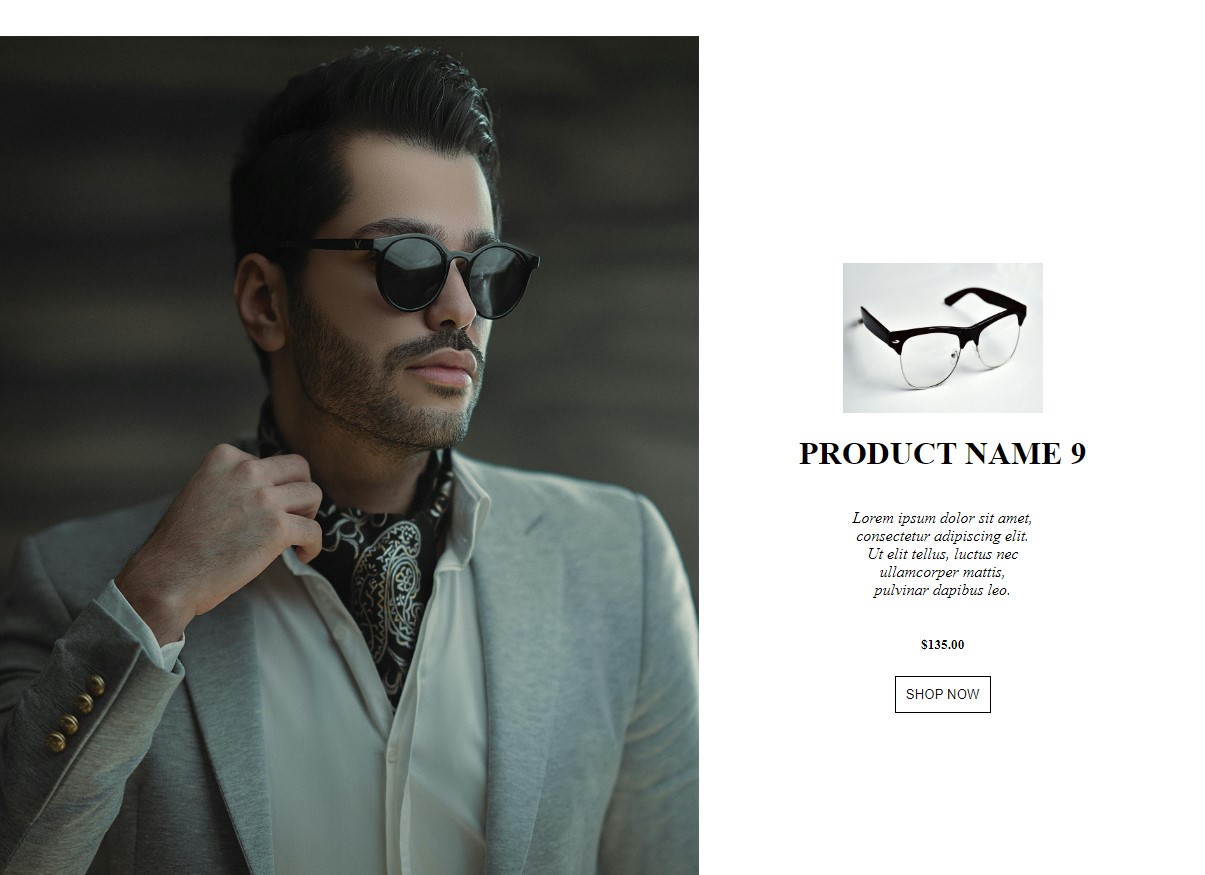 PRODUCT NAME 9
Lorem ipsum dolor sit amet,
consectetur adipiscing elit.
Ut elit tellus, luctus nec
ullamcorper mattis,
pulvinar dapibus leo.
$135.00
SHOP NOW